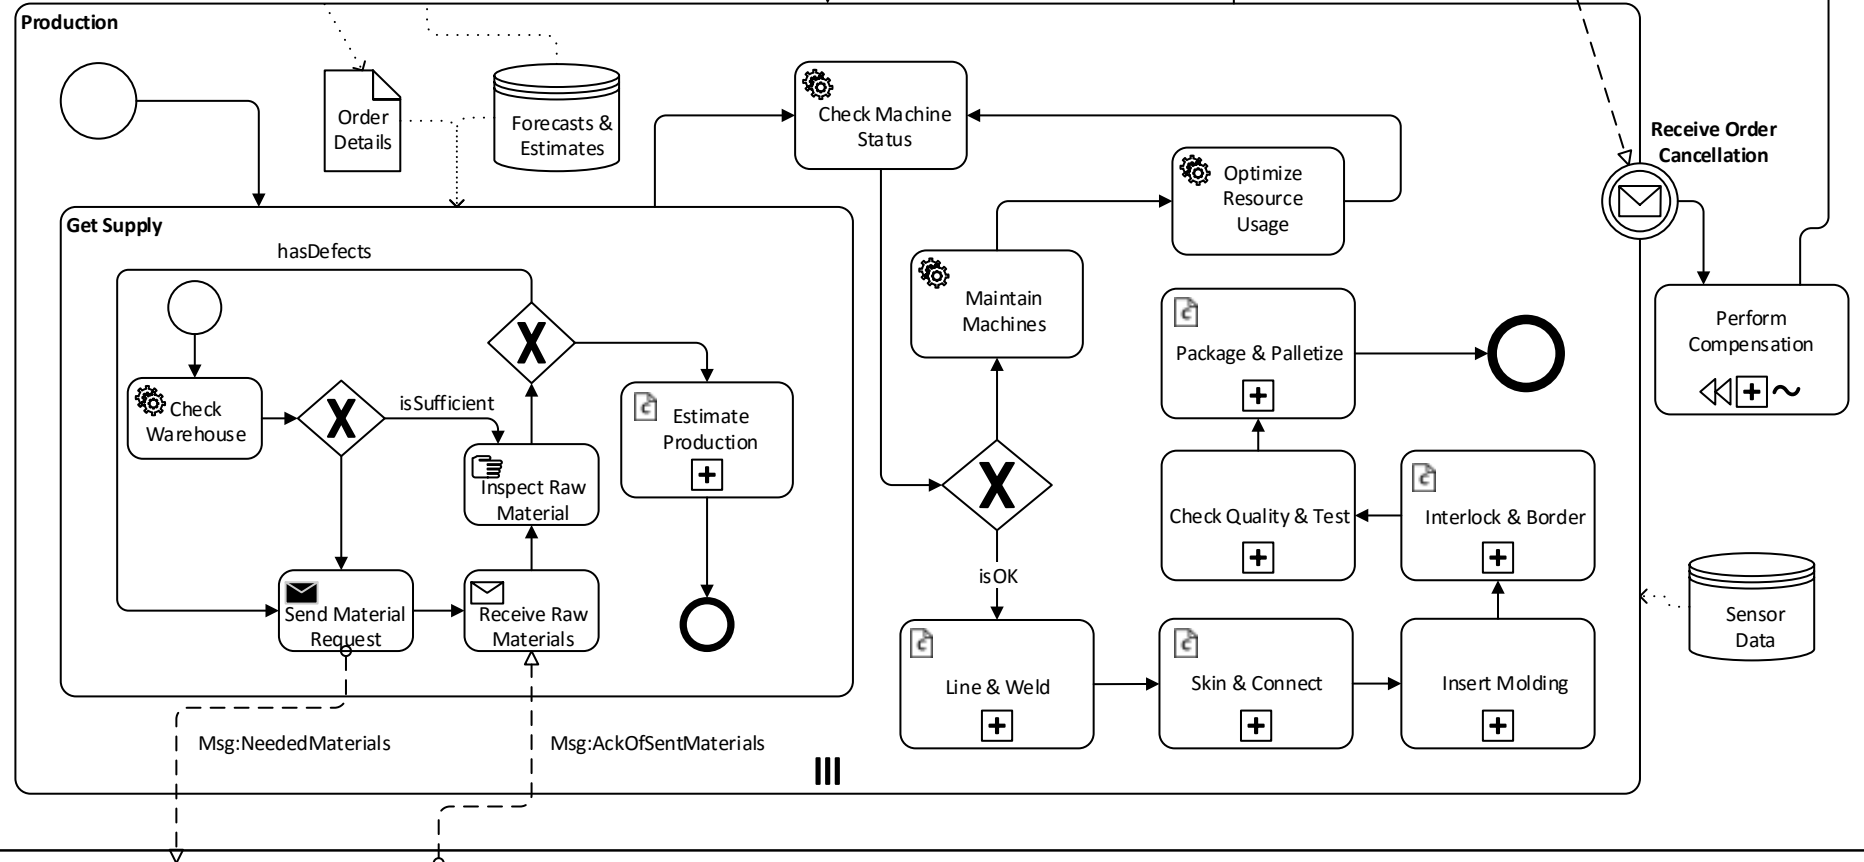 Production
Order
Details
Forecasts &
Estimates
Check Machine
Status
Optimize
Resource
Usage
Receive Order
Cancellation
Get Supply
hasDefects
Maintain
Machines
Perform
Compensation
Package & Palletize
X
Check
Warehouse
X
isSufficient
Estimate
Production
Inspect Raw
Material
X
Check Quality & Test
Interlock & Border
isOK
Send Material
Request
Receive Raw
Materials
Sensor
Data
Line & Weld
Skin & Connect
Insert Molding
Msg:NeededMaterials
Msg:AckOfSentMaterials